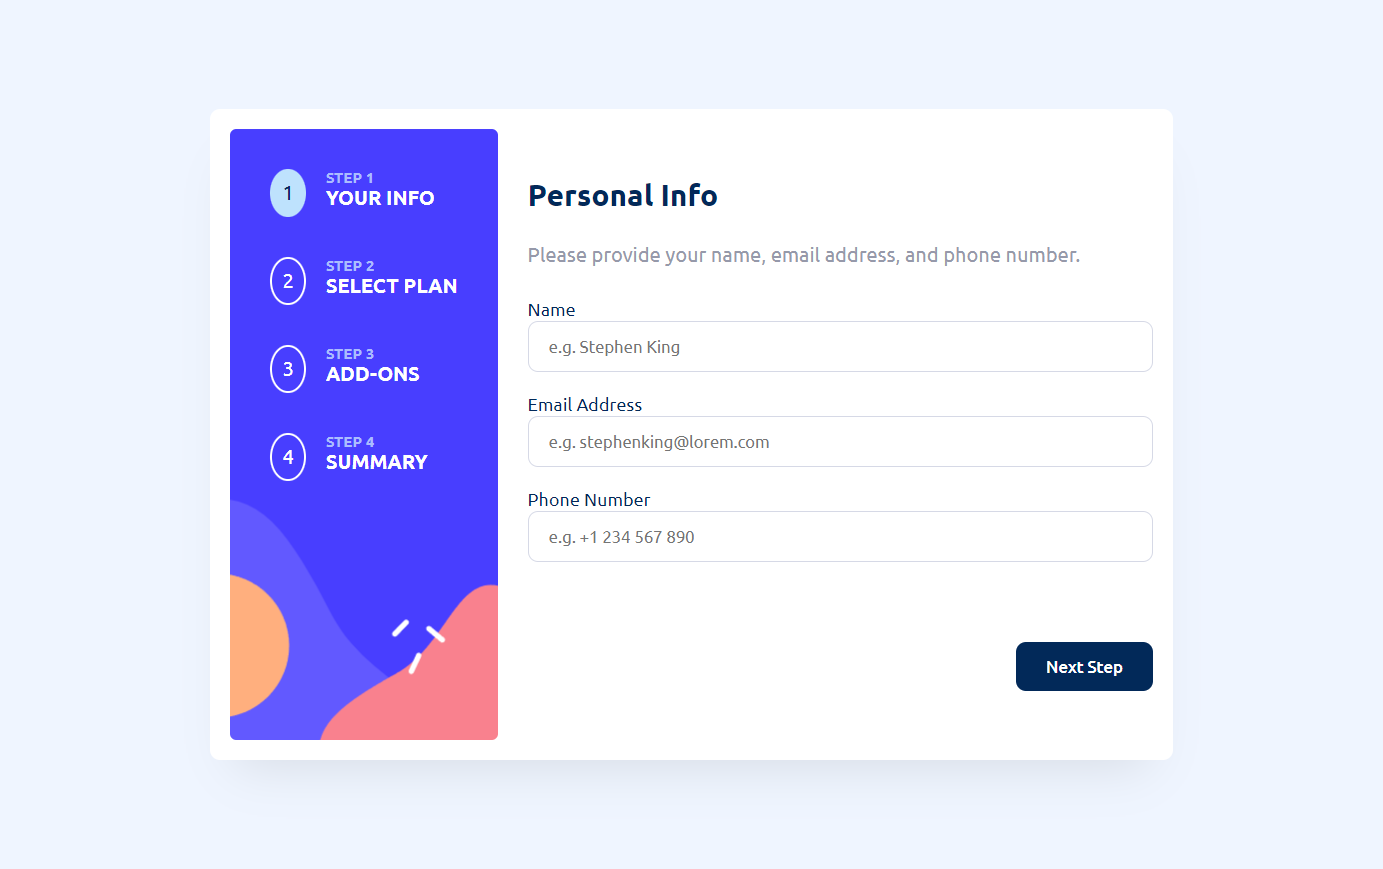 1
STEP 1
YOUR INFO
2
STEP 2
SELECT PLAN
3
STEP 3
ADD-ONS
4
STEP 4
SUMMARY
Personal Info
Please provide your name, email address, and phone number.
Name
e.g. Stephen King
Email Address
e.g. stephenking@lorem.com
Phone Number
e.g. +1 234 567 890
Next Step